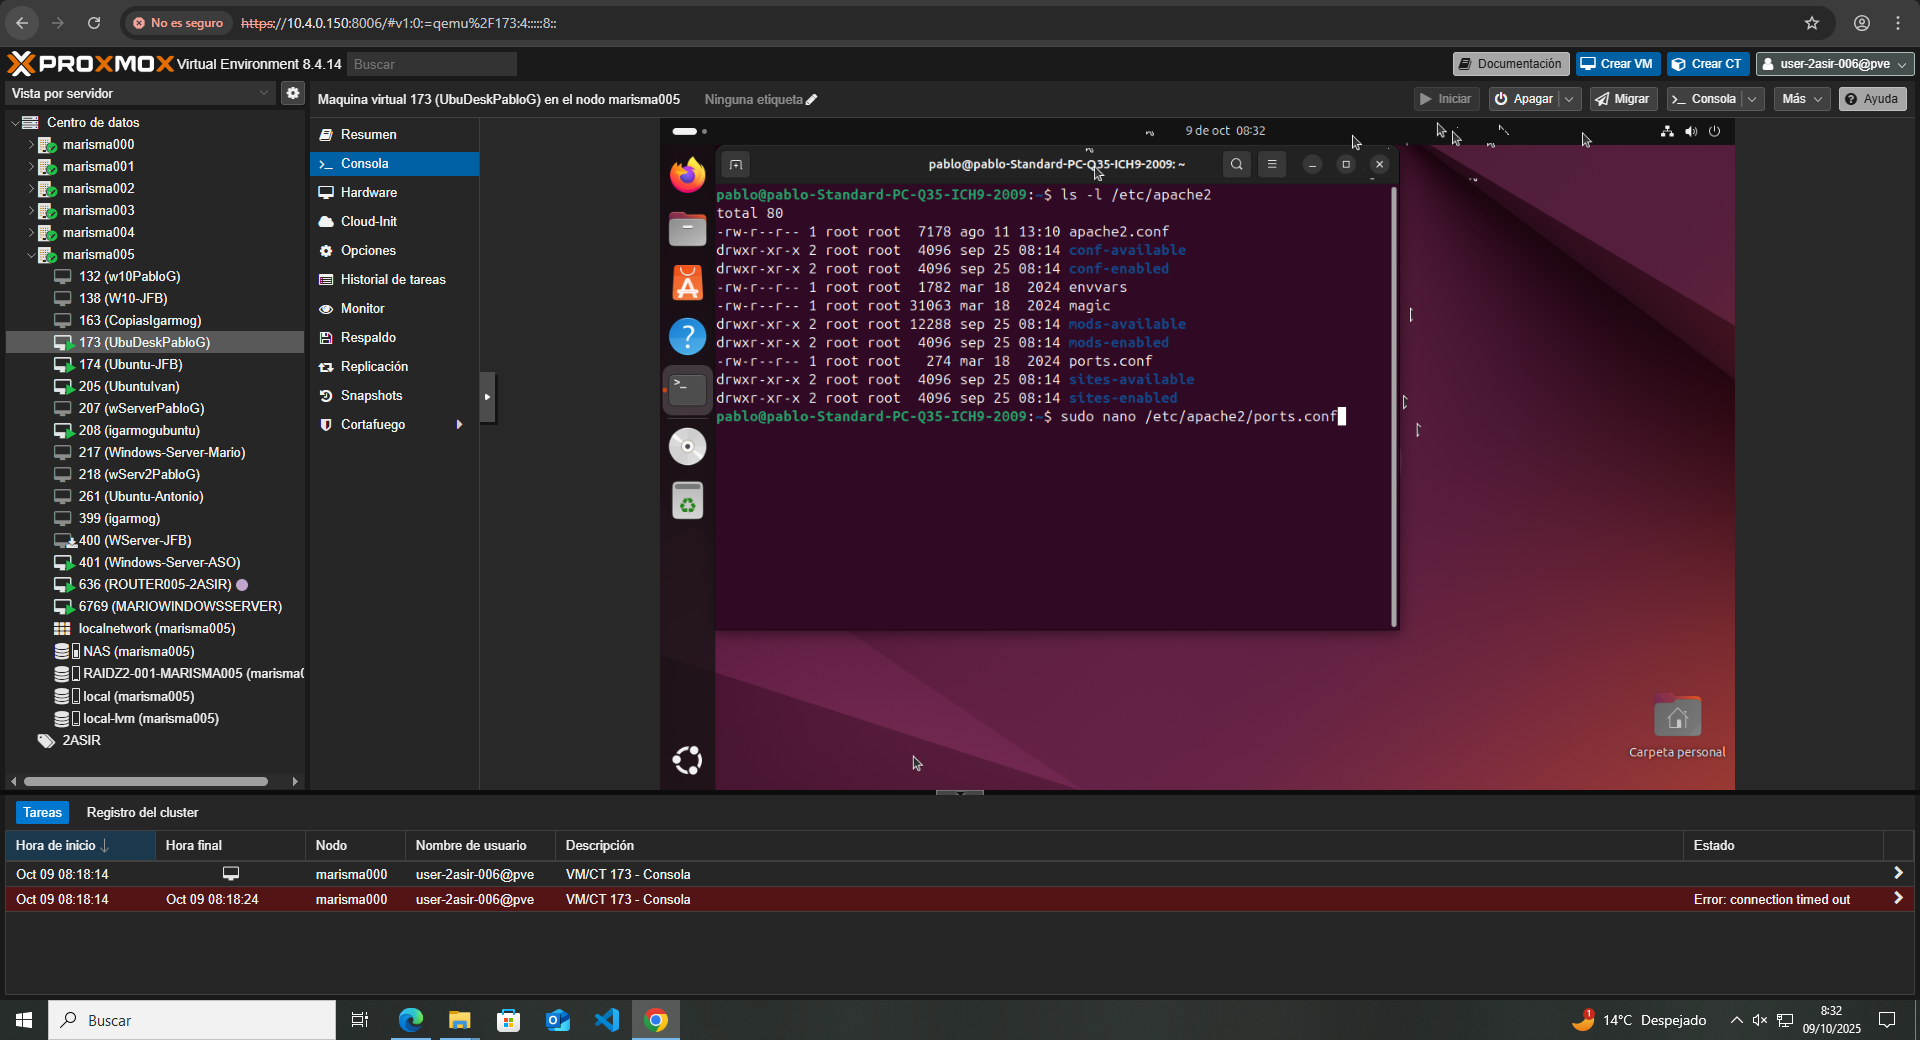 No es seguro
https://10.4.0.150:8006/#v1:0:=qemu%2F173:4:::::8::
PROXMOX Virtual Environment 8.4.14
Buscar
Documentación
Crear VM
Crear CT
user-2asir-006@pve
Vista por servidor
Maquina virtual 173 (UbuDeskPabloG) en el nodo marisma005
Ninguna etiqueta
Iniciar
Apagar
Migrar
Consola
Más
Ayuda
Centro de datos
marisma000
marisma001
marisma002
marisma003
marisma004
marisma005
132 (w10PabloG)
138 (W10-JFB)
163 (CopiasIgarmog)
173 (UbuDeskPabloG)
174 (Ubuntu-JFB)
205 (UbuntuIvan)
207 (wServerPabloG)
208 (igarmogubuntu)
217 (Windows-Server-Mario)
218 (wServ2PabloG)
261 (Ubuntu-Antonio)
399 (igarmog)
400 (WServer-JFB)
401 (Windows-Server-ASO)
636 (ROUTER005-2ASIR)
6769 (MARIOWINDOWSSERVER)
localnetwork (marisma005)
NAS (marisma005)
RAIDZ2-001-MARISMA005 (marisma0
local (marisma005)
local-lvm (marisma005)
2ASIR
Resumen
Consola
Hardware
Cloud-Init
Opciones
Historial de tareas
Monitor
Respaldo
Replicación
Snapshots
Cortafuego
9 de oct 08:32
pablo@pablo-Standard-PC-Q35-ICH9-2009: ~
pablo@pablo-Standard-PC-Q35-ICH9-2009:~$ ls -l /etc/apache2
total 80
-rw-r--r-- 1 root root  7178 ago 11 13:10 apache2.conf
drwxr-xr-x 2 root root  4096 sep 25 08:14 conf-available
drwxr-xr-x 2 root root  4096 sep 25 08:14 conf-enabled
-rw-r--r-- 1 root root  1782 mar 18  2024 envvars
-rw-r--r-- 1 root root 31063 mar 18  2024 magic
drwxr-xr-x 2 root root 12288 sep 25 08:14 mods-available
drwxr-xr-x 2 root root  4096 sep 25 08:14 mods-enabled
-rw-r--r-- 1 root root   274 mar 18  2024 ports.conf
drwxr-xr-x 2 root root  4096 sep 25 08:14 sites-available
drwxr-xr-x 2 root root  4096 sep 25 08:14 sites-enabled
pablo@pablo-Standard-PC-Q35-ICH9-2009:~$ sudo nano /etc/apache2/ports.conf
Carpeta personal
Tareas
Registro del cluster
Hora de inicio Hora final Nodo Nombre de usuario Descripción Estado
Oct 09 08:18:14 marisma000 user-2asir-006@pve VM/CT 173 - Consola
Oct 09 08:18:14 Oct 09 08:18:24 marisma000 user-2asir-006@pve VM/CT 173 - Consola Error: connection timed out
Buscar
1
14°C Despejado
8:32
09/10/2025